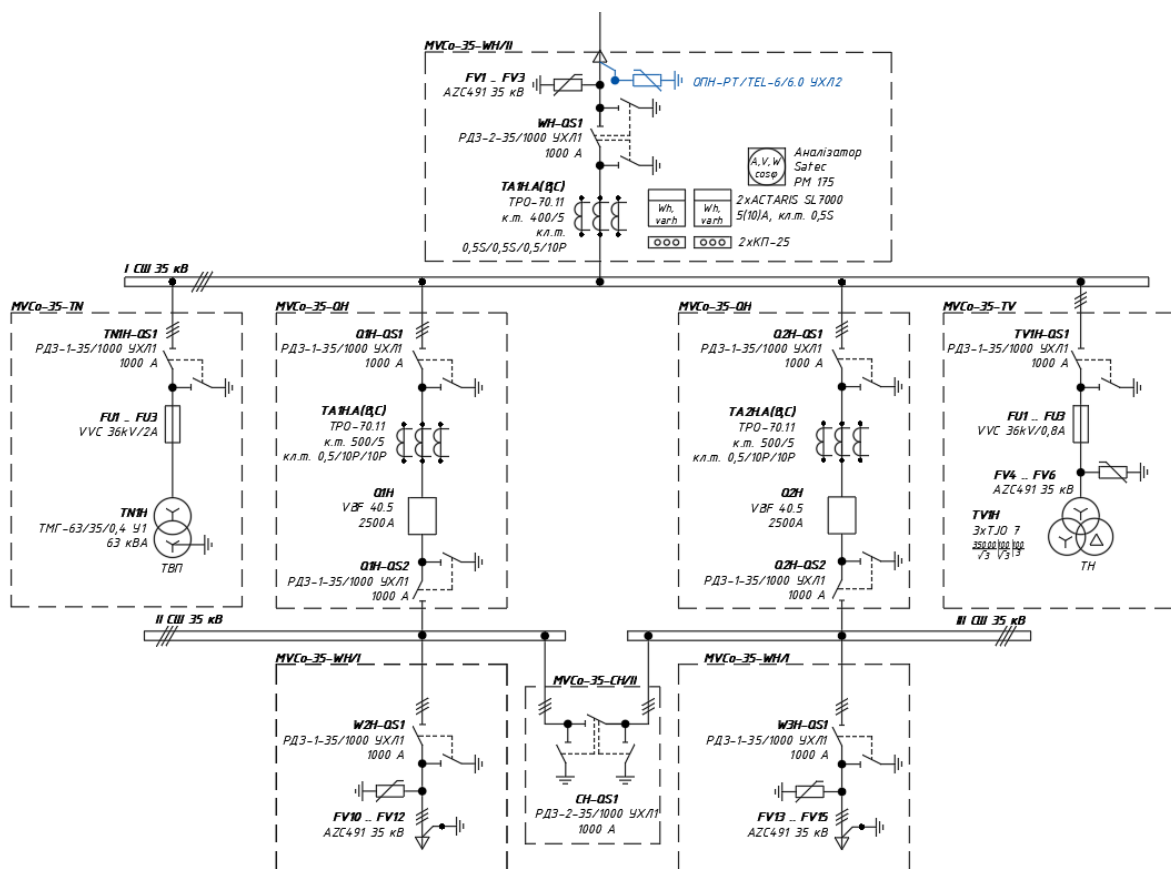 MVCo-35-WH/II
FV1 .. FV3
AZC491 35 кВ
ОПН-РТ/TEL-6/6.0 УХЛ2
WH-QS1
РДЗ-2-35/1000 УХЛ1
1000 А
A, V, W
cosφ
Аналізатор
Satec
PM 175
TA1H.A(B,C)
ТРО-70.11
к.т. 400/5
кл.т.
0,5S/0,5S/0,5/10Р
Wh,
varh
Wh,
varh
2хACTARIS SL7000
5(10)А, кл.т. 0,5S
2хКП-25
I СШ 35 кВ
MVCo-35-TN
TN1H-QS1
РДЗ-1-35/1000 УХЛ1
1000 А
FU1 .. FU3
VVC 36kV/2A
TN1H
ТМГ-63/35/0,4 У1
63 кВА
ТВП
MVCo-35-QH
Q1H-QS1
РДЗ-1-35/1000 УХЛ1
1000 А
TA1H.A(B,C)
ТРО-70.11
к.т. 500/5
кл.т. 0,5/10Р/10Р
Q1H
VBF 40.5
2500А
Q1H-QS2
РДЗ-1-35/1000 УХЛ1
1000 А
MVCo-35-QH
Q2H-QS1
РДЗ-1-35/1000 УХЛ1
1000 А
TA2H.A(B,C)
ТРО-70.11
к.т. 500/5
кл.т. 0,5/10Р/10Р
Q2H
VBF 40.5
2500А
Q2H-QS2
РДЗ-1-35/1000 УХЛ1
1000 А
MVCo-35-TV
TV1H-QS1
РДЗ-1-35/1000 УХЛ1
1000 А
FU1 .. FU3
VVC 36kV/0,8A
FV4 .. FV6
AZC491 35 кВ
TV1H
3хTJO 7
ТН
II СШ 35 кВ
III СШ 35 кВ
MVCo-35-WH/I
W2H-QS1
РДЗ-1-35/1000 УХЛ1
1000 А
FV10 .. FV12
AZC491 35 кВ
MVCo-35-CH/II
CH-QS1
РДЗ-2-35/1000 УХЛ1
1000 А
MVCo-35-WH/I
W3H-QS1
РДЗ-1-35/1000 УХЛ1
1000 А
FV13 .. FV15
AZC491 35 кВ